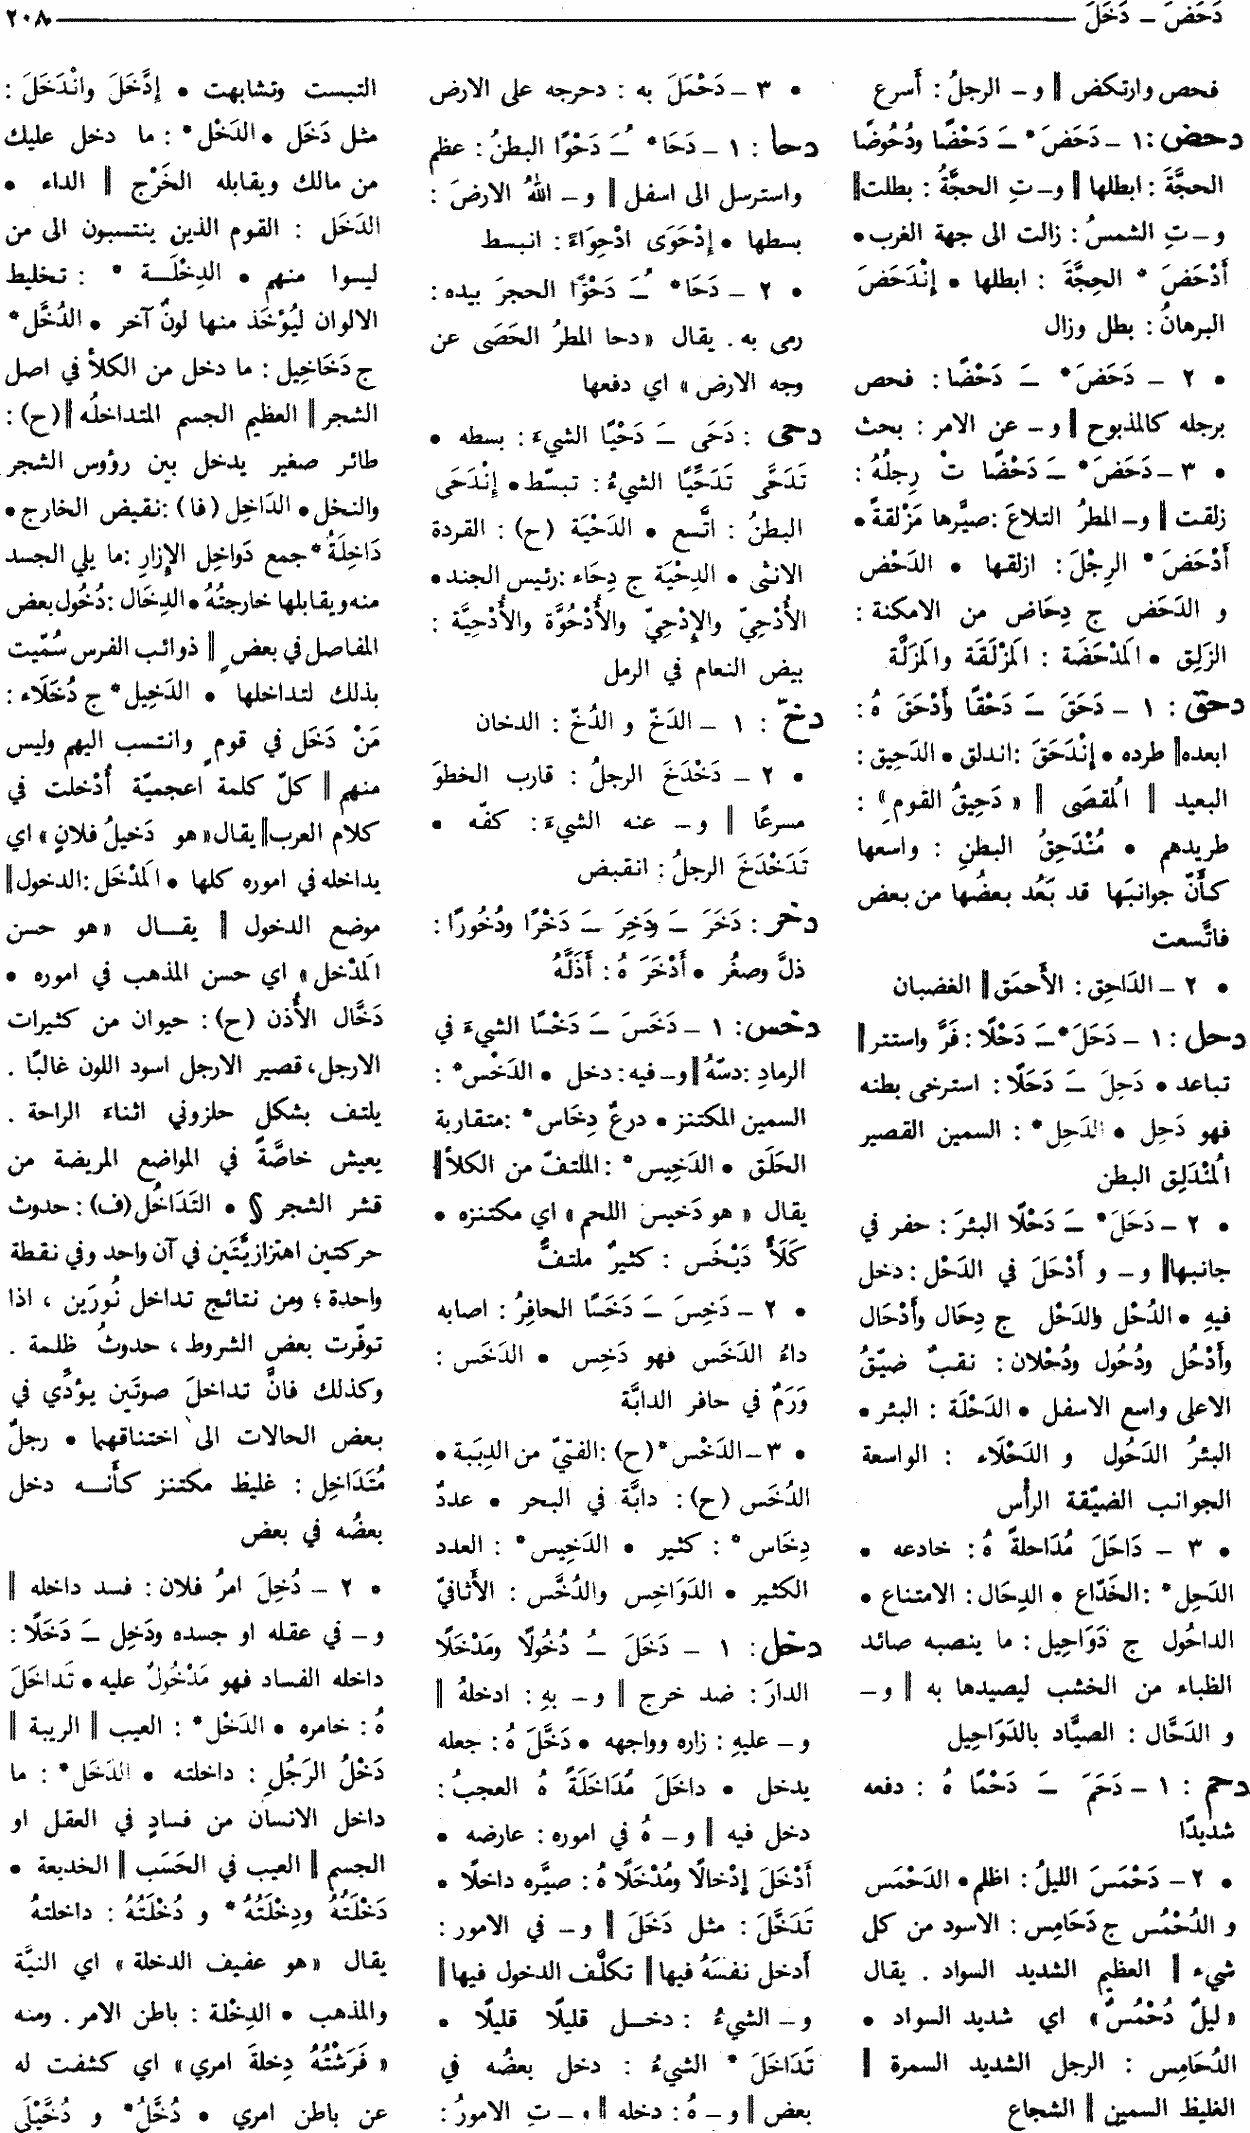 دَحَضَ – دَخَلَ ٢٠٨
فحص وارتكض ‖ و – الرجلُ : أسرع
دحض : ١ – دَحَضَ* ـَ دَحْضًا ودُحُوضًا
الحجَّةَ : ابطلها ‖ و – تِ الحجَّةُ : بطلت ‖
و – تِ الشمسُ : زالت الى جهة الغرب •
أَدْحَضَ * الحِجَّةَ : ابطلها • إِنْدَحَضَ
البرهانُ : بطل وزال
• ٢ – دَحَضَ* ـَ دَحْضًا : فحص
برجله كالمذبوح ‖ و – عن الامر : بحث
• ٣ – دَحَضَ* ـَ دَحْضًا تْ رِجلُهُ :
زلقت ‖ و – المطرُ التلاعَ : صيَّرها مَزْلقةً •
أَدْحَضَ * الرِجْلَ : ازلقها • الدَحْض
و الدَحَض ج دِحَاض من الامكنة :
الزَلِق • المَدْحَضَة : المَزْلَقَة والمَزَلَّة
دحق : ١ – دَحَقَ ـَ دَحْقًا وأَدْحَقَ هُ :
ابعده ‖ طرده • إِنْدَحَقَ : اندلق • الدَحِيق :
البعيد ‖ المُقصَى ‖ « دَحِيقُ القومِ » :
طريدهم • مُنْدَحِقُ البطنِ : واسعها
كأَنّ جوانبَها قد بَعُد بعضُها من بعض
فاتَّسعت
• ٢ – الدَاحِق : الأَحمَق ‖ الغضبان
دحل : ١ – دَحَلَ* ـَ دَحْلًا : فَرَّ واستتر ‖
تباعد • دَحِلَ ـَ دَحَلًا : استرخى بطنه
فهو دَحِل • الدَحِل* : السمين القصير
المُنْدَلِق البطن
• ٢ – دَحَلَ* ـَ دَحْلًا البئرَ : حفر في
جانبها ‖ و – و أَدْحَلَ في الدَحْل : دخل
فيهِ • الدُحْل والدَحْل ج دِحَال وأَدْحَال
وأَدْحُل ودُحُول ودُحْلان : نقبٌ ضيّقُ
الاعلى واسع الاسفل • الدَحْلَة : البئر •
البئرُ الدَحُول و الدَحْلَاء : الواسعة
الجوانب الضيّقة الرأس
• ٣ – دَاحَلَ مُدَاحلةً هُ : خادعه •
الدَحِل* : الخَدّاع • الدِحَال : الامتناع •
الداحُول ج دَوَاحِيل : ما ينصبه صائد
الظباء من الخشب ليصيدها به ‖ و –
و الدَحَّال : الصيَّاد بالدَوَاحِيل
دحم : ١ – دَحَمَ ـَ دَحْمًا هُ : دفعه
شديدًا
• ٢ – دَحْمَسَ الليلُ : اظلم • الدَحْمَس
و الدُحْمُس ج دَحَامِس : الاسود من كل
شيء ‖ العظيم الشديد السواد . يقال
« ليلٌ دُحْمُسٌ » اي شديد السواد •
الدُحَامِس : الرجل الشديد السمرة ‖
الغليظ السمين ‖ الشجاع
• ٣ – دَحْمَلَ به : دحرجه على الارض
دحا : ١ – دَحَا* ـُ دَحْوًا البطنُ : عظم
واسترسل الى اسفل ‖ و – اللهُ الارضَ :
بسطها • إِدْحَوَى ادْحِوَاءً : انبسط
• ٢ – دَحَا* ـُ دَحْوًا الحجرَ بيده :
رمى به . يقال « دحا المطرُ الحَصَى عن
وجه الارض » اي دفعها
دحى : دَحَى ـَ دَحْيًا الشيءَ : بسطه •
تَدَحَّى تَدَحِّيًا الشيءُ : تبسّط • إِنْدَحَى
البطنُ : اتَّسع • الدَحْيَة (ح) : القردة
الانثى • الدِحْيَة ج دِحَاء : رئيس الجند •
الأُدْحِيّ والإِدْحِيّ والأُدْحُوَّة والأُدْحِيَّة :
بيض النعام في الرمل
دخّ : ١ – الدَخّ و الدُخّ : الدخان
• ٢ – دَخْدَخَ الرجلُ : قارب الخطوَ
مسرعًا ‖ و – عنه الشيءَ : كفّه •
تَدَخْدَخَ الرجلُ : انقبض
دخر : دَخَرَ ـَ ودَخِرَ ـَ دَخْرًا ودُخُورًا :
ذلَّ وصغُر • أَدْخَرَ هُ : أَذَلَّهُ
دخس : ١ – دَخَسَ ـَ دَخْسًا الشيءَ في
الرمادِ : دسّهُ ‖ و – فيه : دخل • الدَخْس* :
السمين المكتنز • درعٌ دِخَاس* : متقاربة
الحَلَق • الدَخِيس* : الملتفّ من الكلأ ‖
يقال « هو دَخيس اللحم » اي مكتنزه •
كَلَأٌ دَيْخَس : كثيرٌ ملتفٌّ
• ٢ – دَخِسَ ـَ دَخَسًا الحافرُ : اصابه
داءُ الدَخَس فهو دَخِس • الدَخَس :
وَرَمٌ في حافر الدابَّة
• ٣ – الدَخْس* (ح) : الفتيّ من الدِبَبة •
الدُخَس (ح) : دابَّة في البحر • عددٌ
دِخَاس* : كثير • الدَخِيس* : العدد
الكثير • الدَوَاخِس والدُخَّس : الأَثافيّ
دخل : ١ – دَخَلَ ـُ دُخُولًا ومَدْخَلًا
الدارَ : ضد خرج ‖ و – بهِ : ادخلهُ ‖
و – عليهِ : زاره وواجهه • دَخَّلَ هُ : جعله
يدخل • داخَلَ مُدَاخَلَةً هُ العجبُ :
دخل فيه ‖ و – هُ في اموره : عارضه •
أَدْخَلَ إِدْخالًا ومُدْخَلًا هُ : صيَّره داخلًا •
تَدَخَّلَ : مثل دَخَلَ ‖ و – في الامور :
أَدخل نفسَهُ فيها ‖ تكلَّف الدخول فيها ‖
و – الشيءُ : دخل قليلًا قليلًا •
تَدَاخَلَ * الشيءُ : دخل بعضُه في
بعض ‖ و – هُ : دخله ‖ و – تِ الامورُ :
التبست وتشابهت • إِدَّخَلَ وانْدَخَلَ :
مثل دَخَل • الدَخْل* : ما دخل عليك
من مالك ويقابله الخَرْج ‖ الداء •
الدَخَل : القوم الذين ينتسبون الى من
ليسوا منهم • الدِخْلَة * : تخليط
الالوان ليُؤخَذ منها لونٌ آخر • الدُخَّل*
ج دَخَاخِيل : ما دخل من الكلأ في اصل
الشجر ‖ العظيم الجسم المتداخلُه ‖ (ح) :
طائر صغير يدخل بين رؤوس الشجر
والنخل • الدَاخِل (فا) : نقيض الخارج •
دَاخِلَةُ* جمع دَواخِل الإِزارِ : ما يلي الجسد
منه ويقابلها خارجتُهُ • الدِخَال : دُخُول بعض
المفاصل في بعضٍ ‖ ذوائب الفرس سُمّيت
بذلك لتداخلها • الدَخِيل* ج دُخَلَاء :
مَنْ دَخَل في قومٍ وانتسب اليهم وليس
منهم ‖ كلّ كلمة اعجميّة أُدْخلت في
كلام العرب ‖ يقال « هو دَخيلُ فلانٍ » اي
يداخله في اموره كلها • المَدْخَل : الدخول ‖
موضع الدخول ‖ يقال « هو حسن
المَدْخل » اي حسن المذهب في اموره •
دَخَّال الأُذن (ح) : حيوان من كثيرات
الارجل، قصير الارجل اسود اللون غالبًا .
يلتف بشكلٍ حلزوني اثناء الراحة .
يعيش خاصَّةً في المواضع المريضة من
قشر الشجر § • التَدَاخُل (ف) : حدوث
حركتين اهتزازيَّتَين في آن واحد وفي نقطة
واحدة ؛ ومن نتائج تداخل نُورَين ، اذا
توفّرت بعض الشروط ، حدوثُ ظلمة .
وكذلك فانَّ تداخلَ صوتَين يؤدّي في
بعض الحالات الى اختناقهما • رجلٌ
مُتَدَاخِل : غليظ مكتنز كأنه دخل
بعضُه في بعض
• ٢ – دُخِلَ امرُ فلان : فسد داخله ‖
و – في عقله او جسده ودَخِل ـَ دَخَلًا :
داخله الفساد فهو مَدْخُولٌ عليه • تَداخَلَ
هُ : خامره • الدَخْل* : العيب ‖ الريبة ‖
دَخْلُ الرَجُلِ : داخلته • الدَخَل* : ما
داخل الانسان من فسادٍ في العقل او
الجسم ‖ العيب في الحَسَب ‖ الخديعة •
دَخْلَتُهُ ودِخْلَتُهُ* و دُخْلَتُهُ : داخلتهُ
يقال « هو عفيف الدخلة » اي النيَّة
والمذهب • الدِخْلة : باطن الامر . ومنه
« فَرَشْتُهُ دِخلةَ امري » اي كشفت له
عن باطن امري • دُخَّلُ* و دُخَّيْلَى